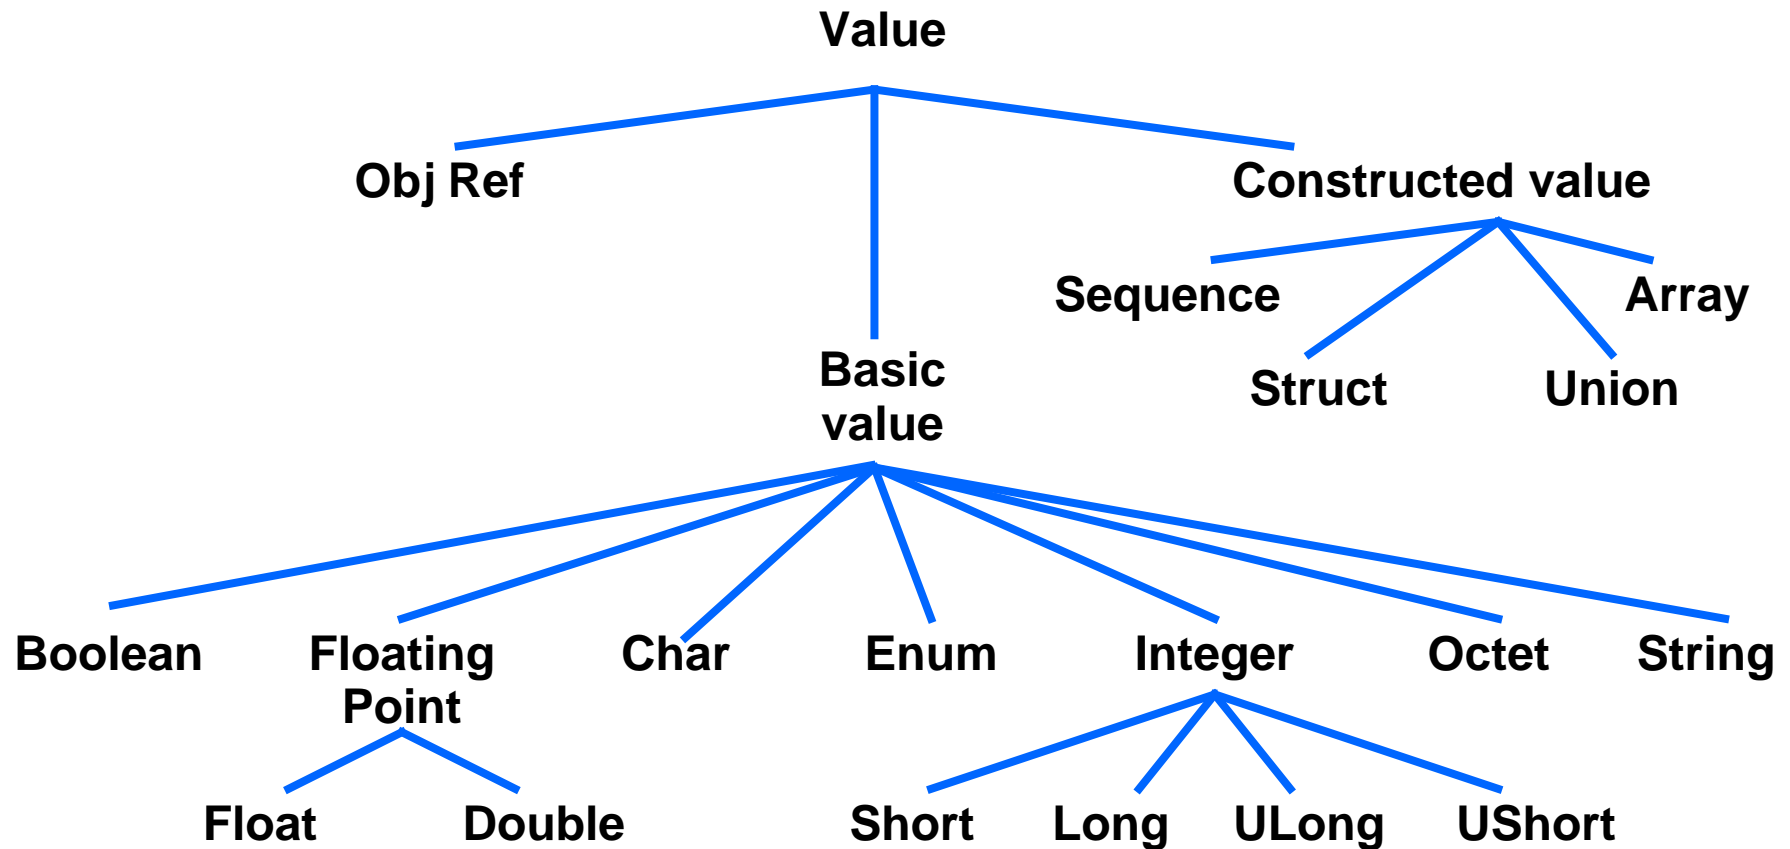 Value
Obj Ref
Constructed value
Sequence
Array
Struct
Union
Basic
value
Boolean
Floating
Point
Char
Enum
Integer
Octet
String
Float
Double
Short
Long
ULong
UShort